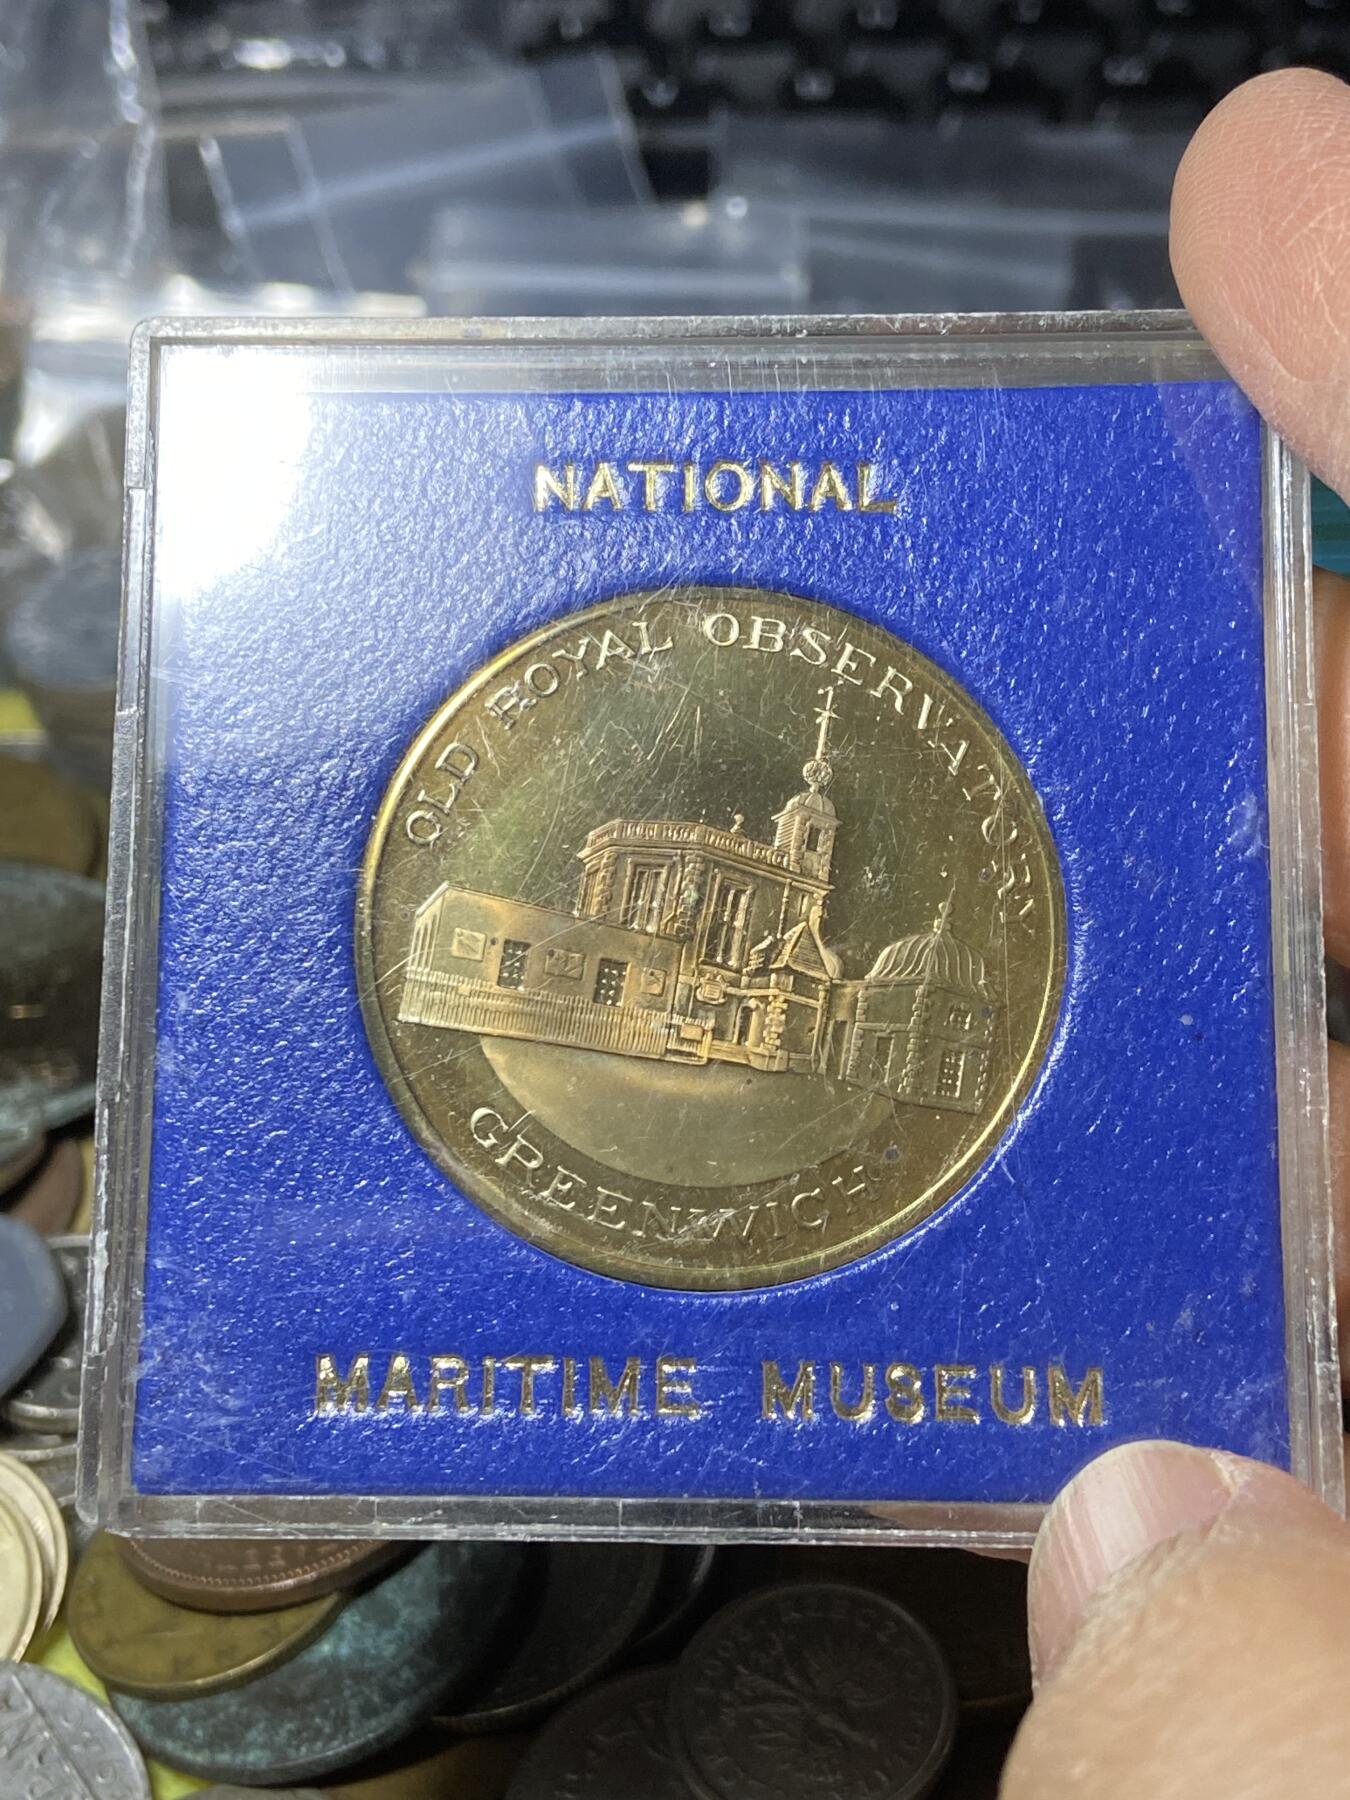 NATIONAL
OLD ROYAL OBSERVATORY
GREENWICH
MARITIME MUSEUM